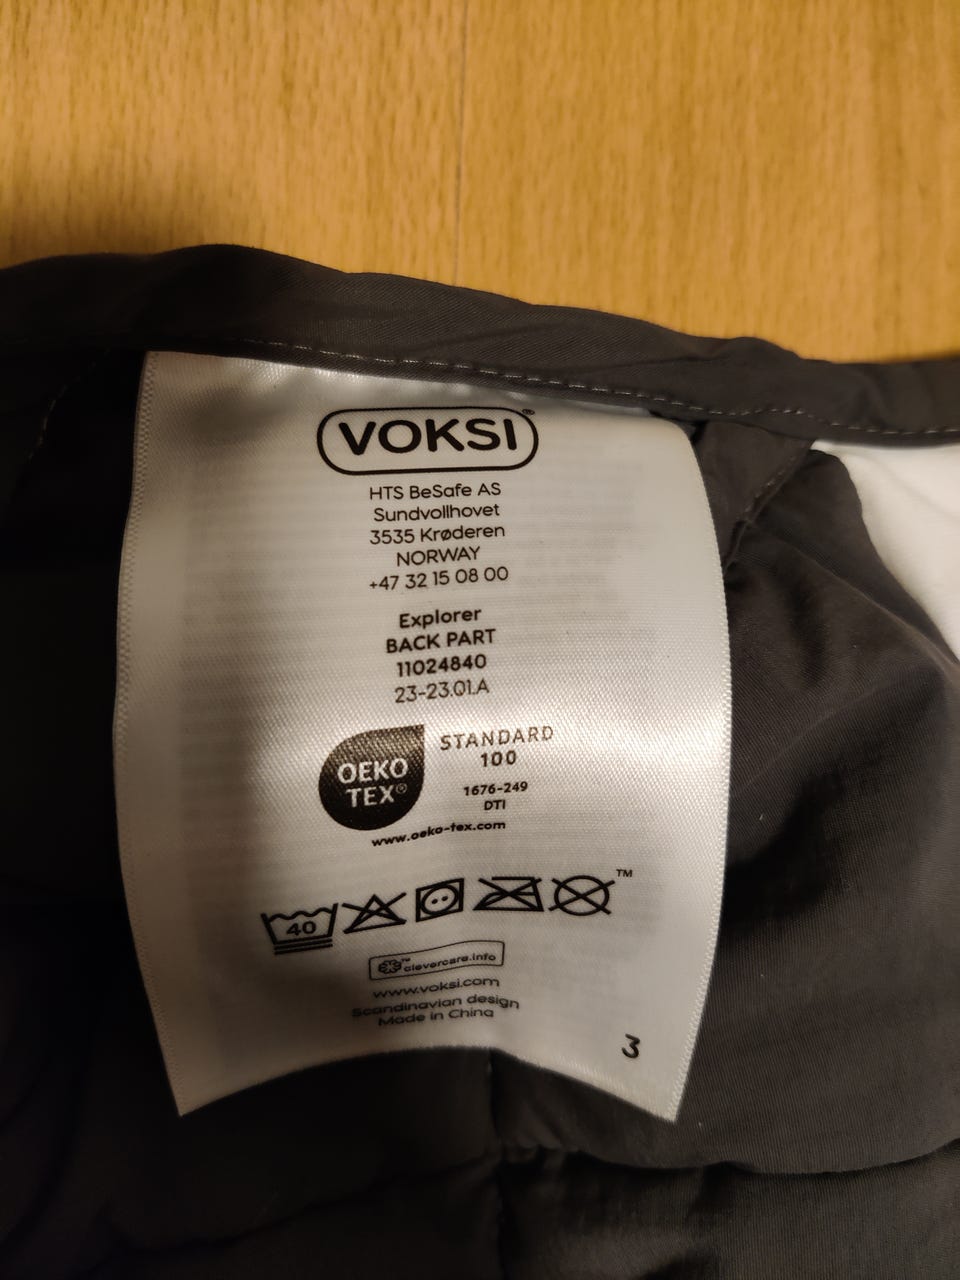 VOKSI®
HTS BeSafe AS
Sundvollhovet
3535 Krøderen
NORWAY
+47 32 15 08 00
Explorer
BACK PART
11024840
23-23.01.A
OEKO
TEX®
STANDARD
100
1676-249
DTI
www.oeko-tex.com
40
™
™
clevercare.info
www.voksi.com
Scandinavian design
Made in China
3